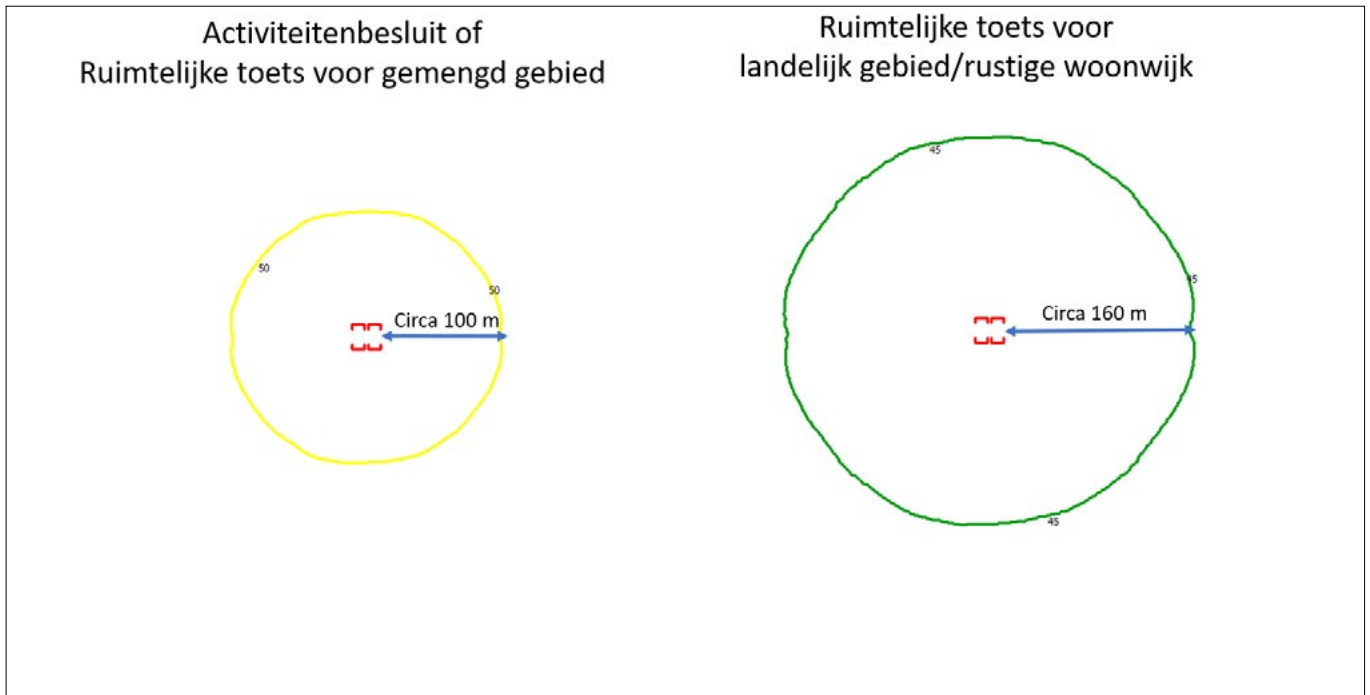 Activiteitenbesluit of
Ruimtelijke toets voor gemengd gebied
50
50
Circa 100 m
Ruimtelijke toets voor
landelijk gebied/rustige woonwijk
45
45
Circa 160 m
45